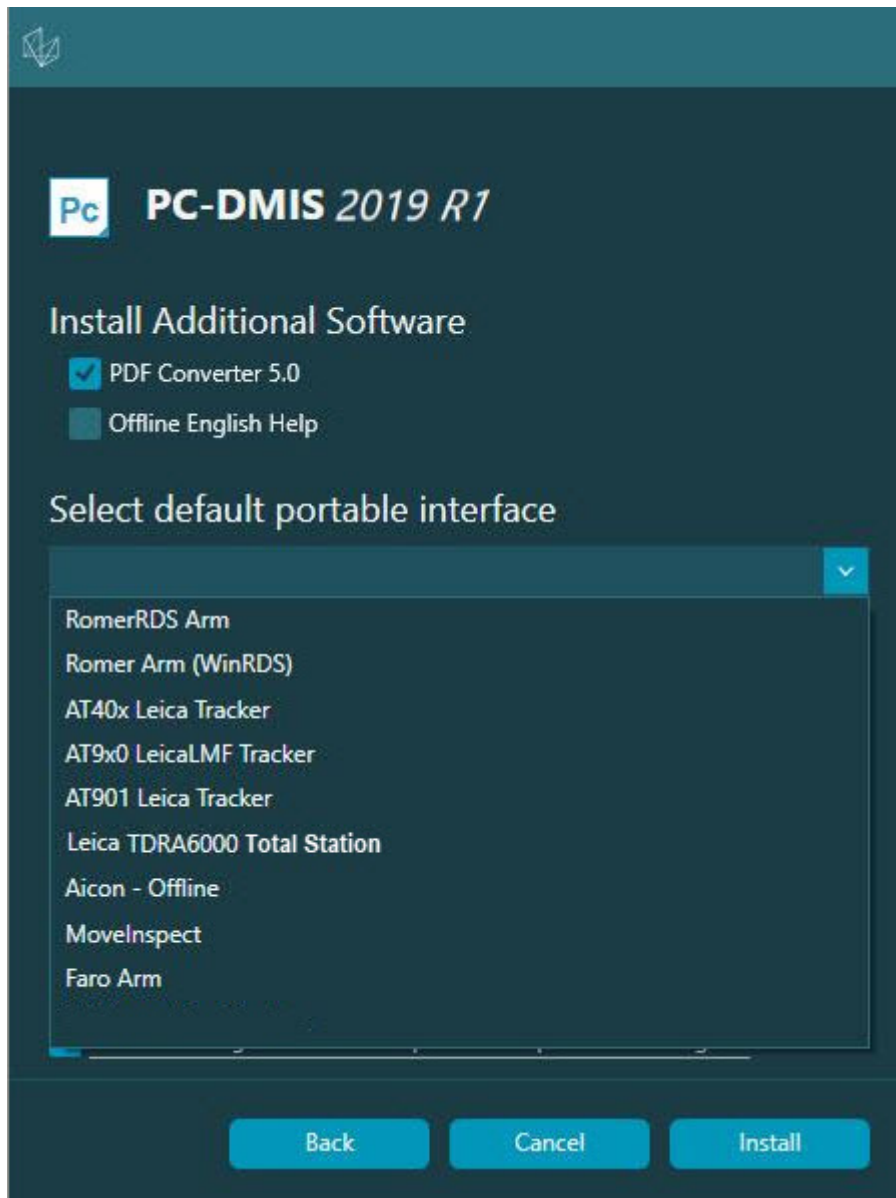 Pc PC-DMIS 2019 R1
Install Additional Software
PDF Converter 5.0
Offline English Help
Select default portable interface
RomerRDS Arm
Romer Arm (WinRDS)
AT40x Leica Tracker
AT9x0 LeicaLMF Tracker
AT901 Leica Tracker
Leica TDRA6000 Total Station
Aicon - Offline
MoveInspect
Faro Arm
Back Cancel Install